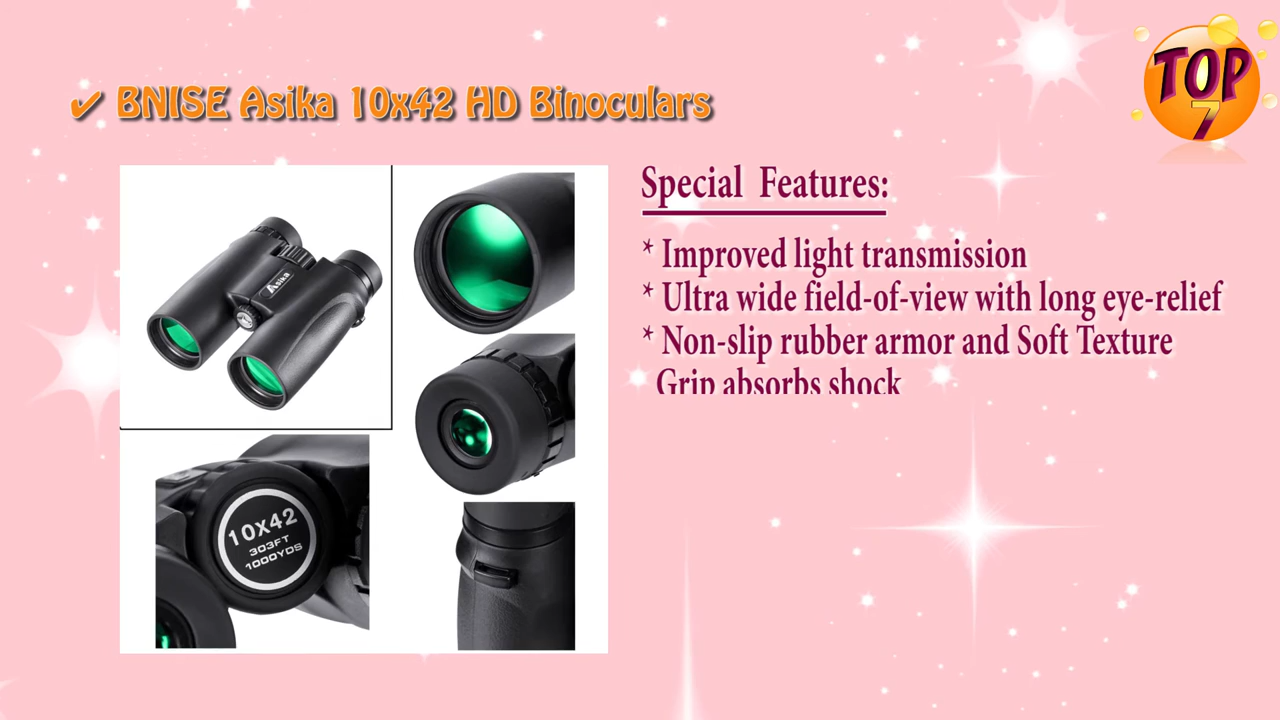 ✔ BNISE Asika 10x42 HD Binoculars
TOP
7
Special Features:
* Improved light transmission
* Ultra wide field-of-view with long eye-relief
* Non-slip rubber armor and Soft Texture
Grip absorbs shock
Asika
10X42
303FT
1000YDS